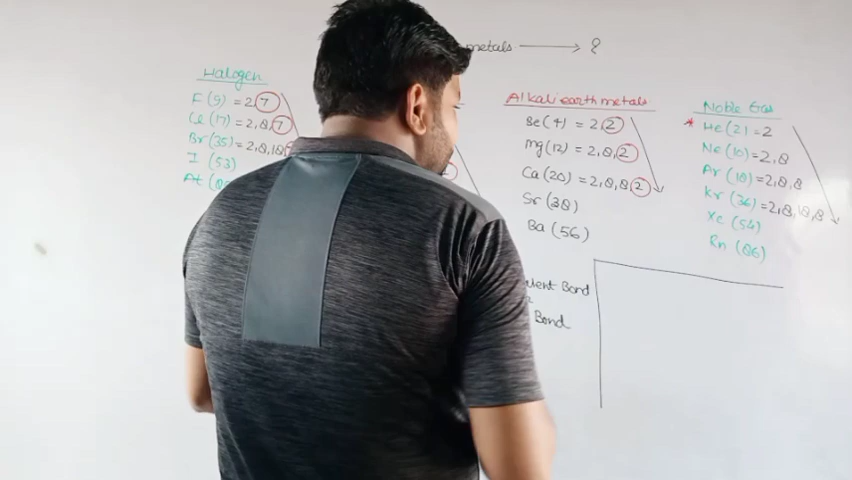 metals → ?
Halogen
F (9) = 2,7
Cl (17) = 2,8,7
Br (35) = 2,8,18
I (53)
At
Alkali earth metals
Be (4) = 2,2
Mg (12) = 2,8,2
Ca (20) = 2,8,8,2
Sr (38)
Ba (56)
Noble Gas
* He (2) = 2
Ne (10) = 2,8
Ar (18) = 2,8,8
Kr (36) = 2,8,18,8
Xe (54)
Rn (86)
Bond
Bond